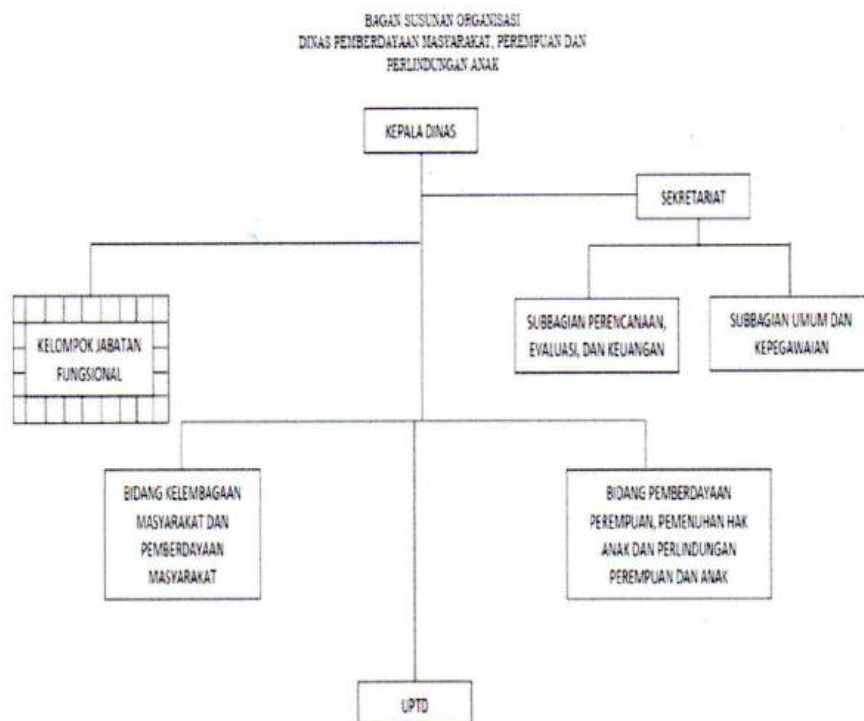 BAGAN SUSUNAN ORGANISASI
DINAS PEMBERDAYAAN MASYARAKAT, PEREMPUAN DAN
PERLINDUNGAN ANAK
KEPALA DINAS
SEKRETARIAT
KELOMPOK JABATAN
FUNGSIONAL
SUBBAGIAN PERENCANAAN,
EVALUASI, DAN KEUANGAN
SUBBAGIAN UMUM DAN
KEPEGAWAIAN
BIDANG KELEMBAGAAN
MASYARAKAT DAN
PEMBERDAYAAN
MASYARAKAT
BIDANG PEMBERDAYAAN
PEREMPUAN, PEMENUHAN HAK
ANAK DAN PERLINDUNGAN
PEREMPUAN DAN ANAK
UPTD